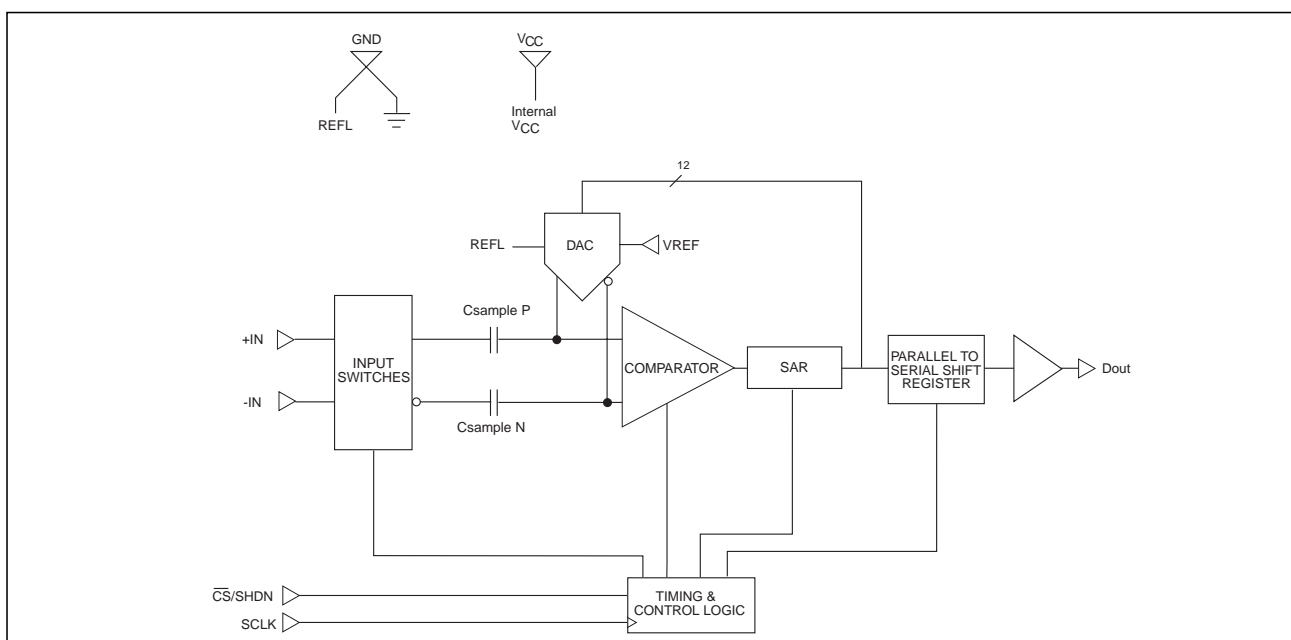 GND
VCC
REFL
Internal
VCC
12
REFL
DAC
VREF
Csample P
+IN
INPUT
SWITCHES
COMPARATOR
SAR
PARALLEL TO
SERIAL SHIFT
REGISTER
Dout
-IN
Csample N
C̅S̅/SHDN
TIMING &
CONTROL LOGIC
SCLK